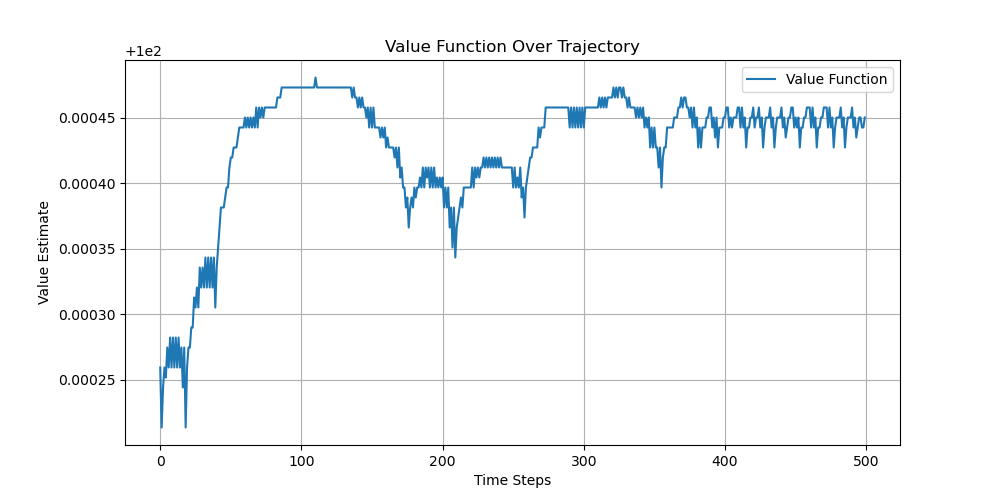 Value Function Over Trajectory
+1e2
Value Function
0.00045
0.00040
0.00035
0.00030
0.00025
Value Estimate
0 100 200 300 400 500
Time Steps